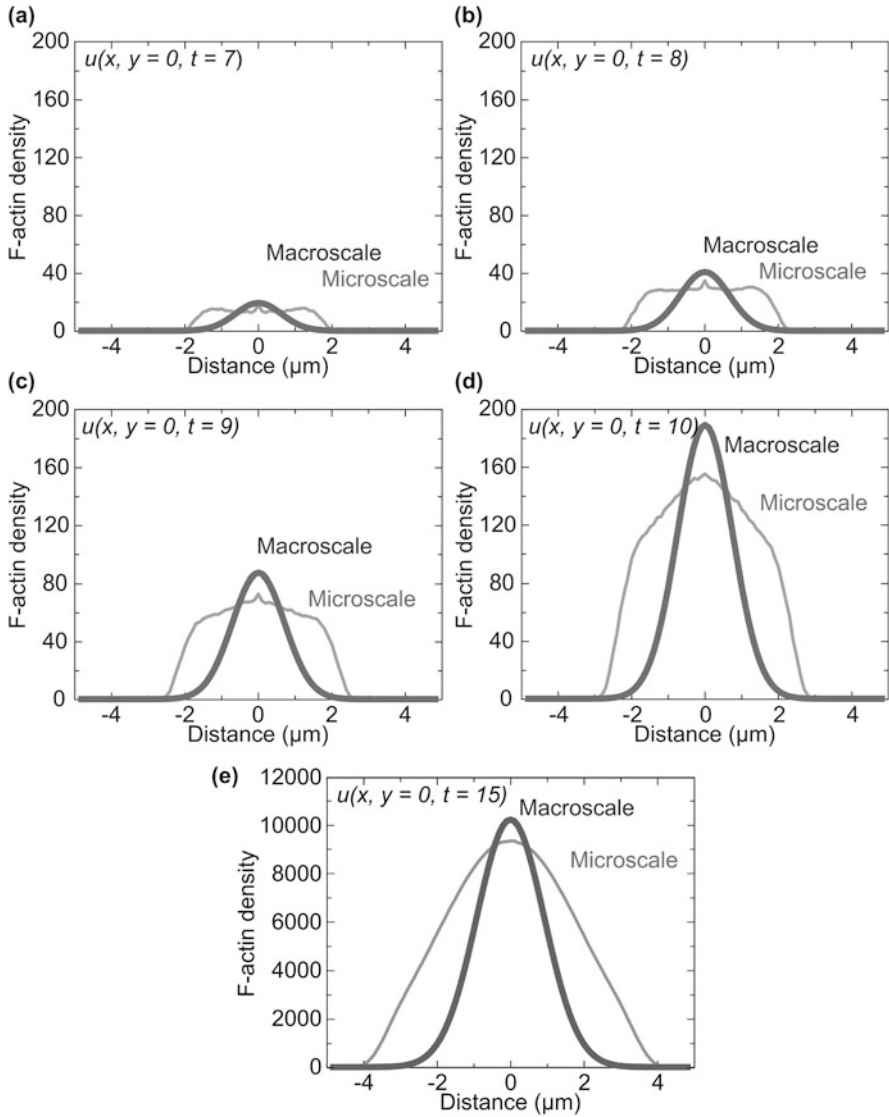 (a)
u(x, y = 0, t = 7)
200
160
120
80
40
0
F-actin density
Macroscale
Microscale
-4 -2 0 2 4
Distance (μm)
(b)
u(x, y = 0, t = 8)
200
160
120
80
40
0
F-actin density
Macroscale
Microscale
-4 -2 0 2 4
Distance (μm)
(c)
u(x, y = 0, t = 9)
200
160
120
80
40
0
F-actin density
Macroscale
Microscale
-4 -2 0 2 4
Distance (μm)
(d)
u(x, y = 0, t = 10)
200
160
120
80
40
0
F-actin density
Macroscale
Microscale
-4 -2 0 2 4
Distance (μm)
(e)
u(x, y = 0, t = 15)
12000
10000
8000
6000
4000
2000
0
F-actin density
Macroscale
Microscale
-4 -2 0 2 4
Distance (μm)